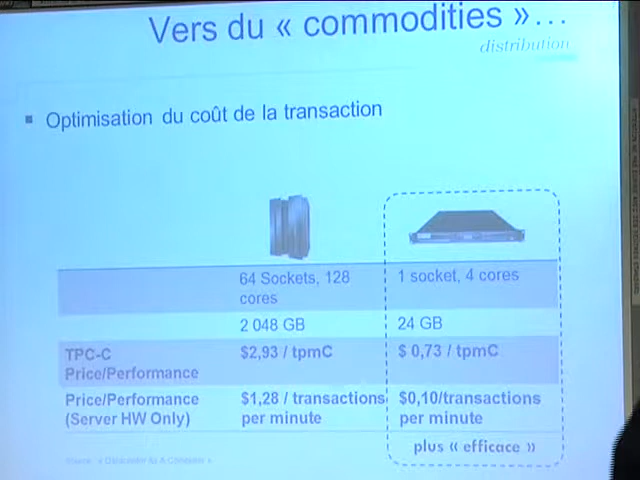 Vers du « commodities »…
distribution
▪ Optimisation du coût de la transaction
64 Sockets, 128 cores
1 socket, 4 cores
2 048 GB
24 GB
TPC-C Price/Performance
$2,93 / tpmC
$ 0,73 / tpmC
Price/Performance (Server HW Only)
$1,28 / transactions per minute
$0,10/transactions per minute
plus « efficace »